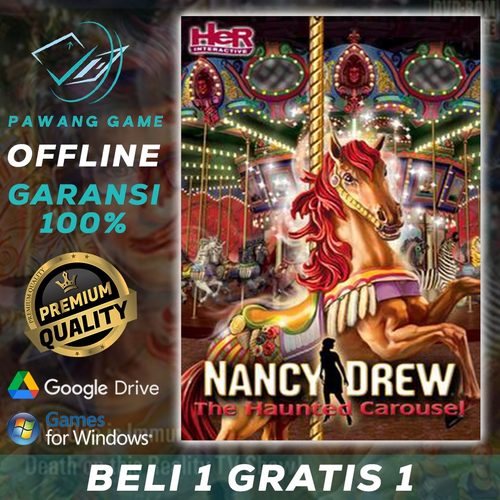 PAWANG GAME
OFFLINE
GARANSI
100%
PREMIUM
QUALITY
Google Drive
Games
for Windows®
HeR
INTERACTIVE
NANCY DREW
The Haunted Carousel
BELI 1 GRATIS 1